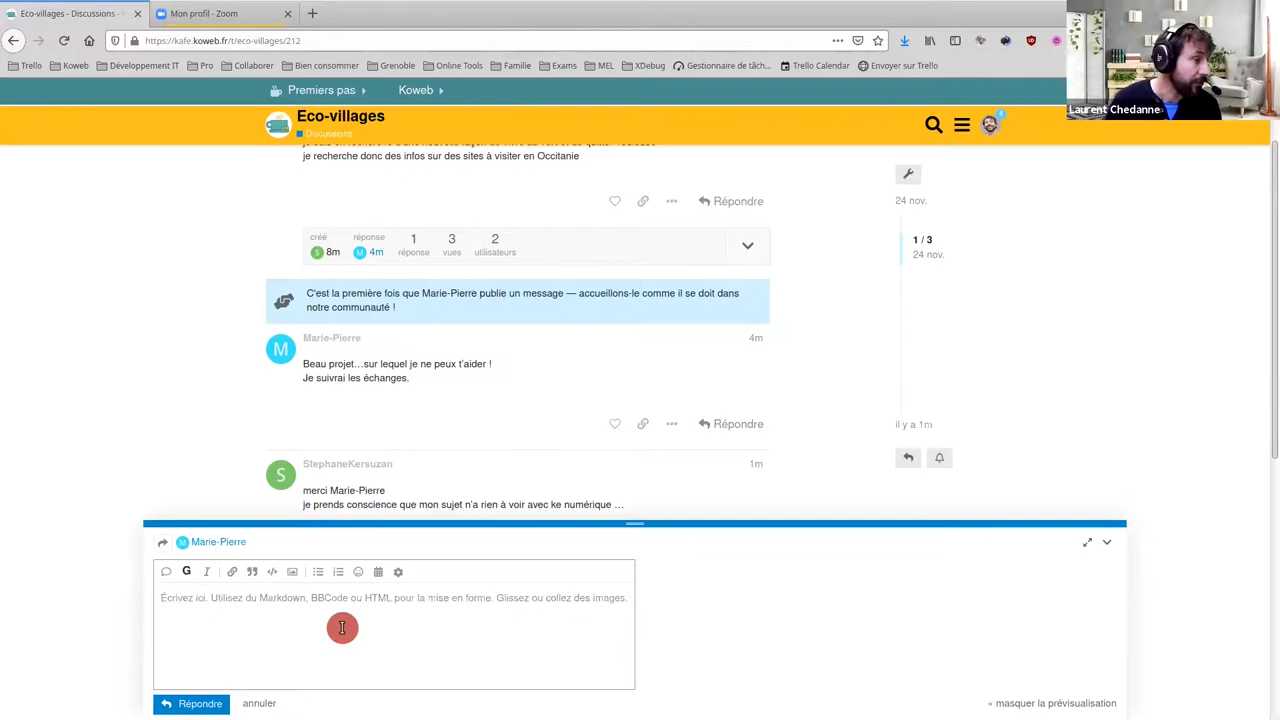 Eco-villages - Discussions -
Mon profil - Zoom
https://kafe.koweb.fr/t/eco-villages/212
Trello
Koweb
Développement IT
Pro
Collaborer
Bien consommer
Grenoble
Online Tools
Famille
Exams
MEL
XDebug
Gestionnaire de tâch...
Trello Calendar
Envoyer sur Trello
Laurent Chedanne
Premiers pas
Koweb
Eco-villages
Discussions
4
je recherche donc des infos sur des sites à visiter en Occitanie
Répondre
24 nov.
créé
réponse
1
3
2
S 8m
M 4m
réponse
vues
utilisateurs
1 / 3
24 nov.
C'est la première fois que Marie-Pierre publie un message — accueillons-le comme il se doit dans
notre communauté !
M
Marie-Pierre
4m
Beau projet…sur lequel je ne peux t'aider !
Je suivrai les échanges.
Répondre
il y a 1m
S
StephaneKersuzan
1m
merci Marie-Pierre
je prends conscience que mon sujet n'a rien à voir avec ke numérique …
M Marie-Pierre
G I
Écrivez ici. Utilisez du Markdown, BBCode ou HTML pour la mise en forme. Glissez ou collez des images.
Répondre
annuler
« masquer la prévisualisation